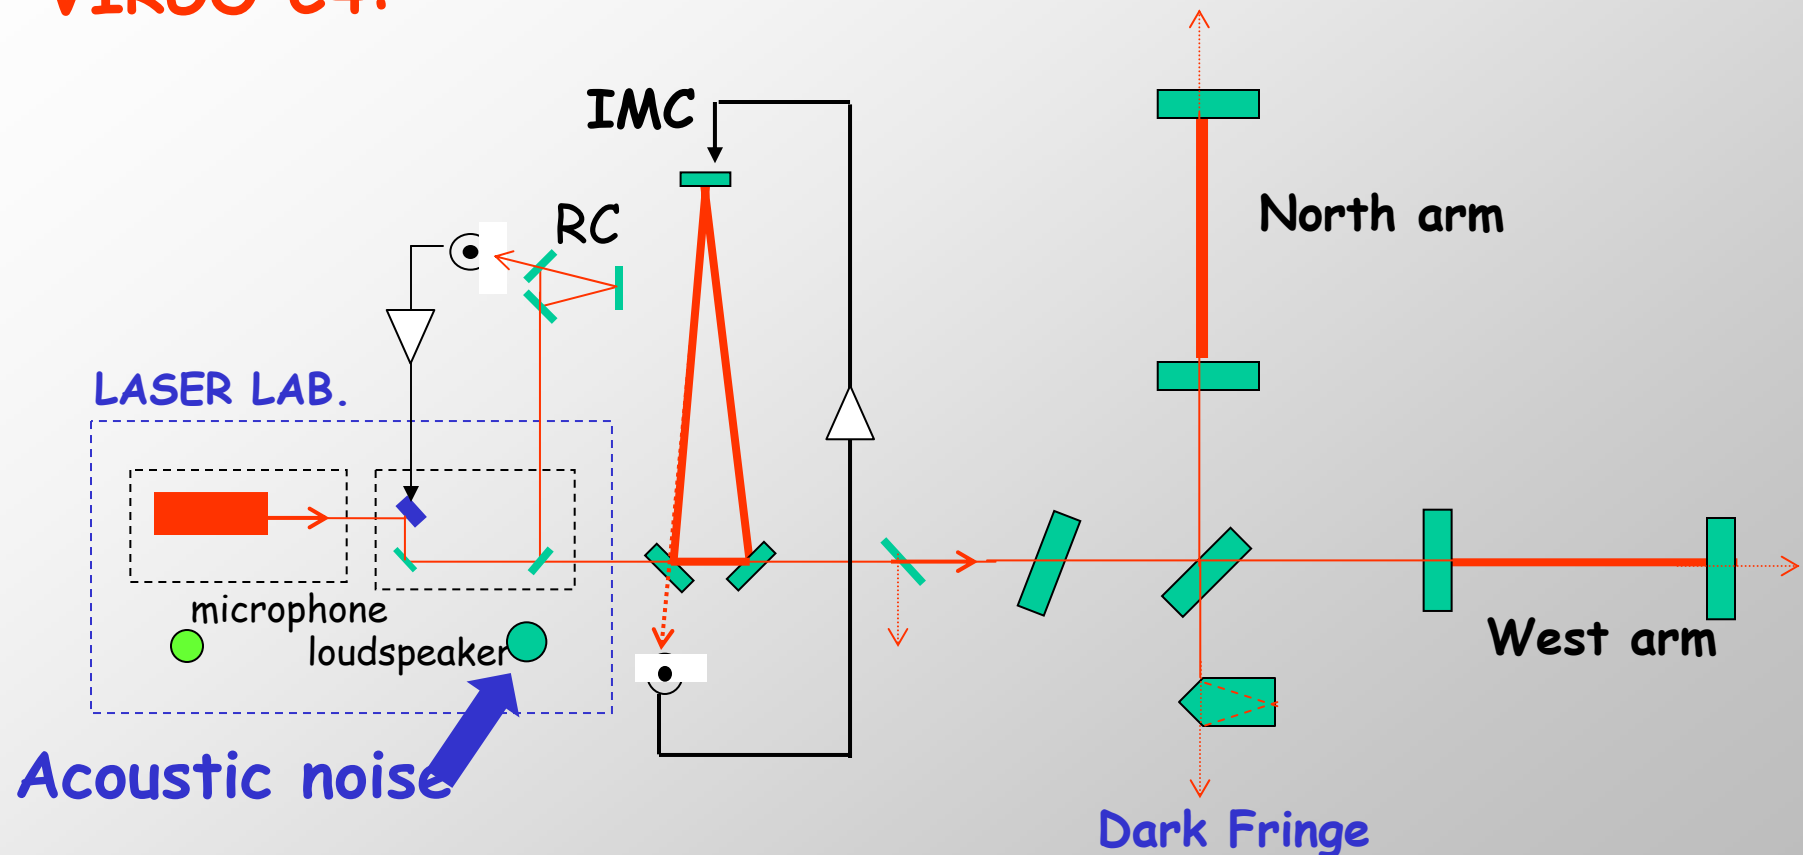 IMC
RC
North arm
LASER LAB.
microphone
loudspeaker
West arm
Acoustic noise
Dark Fringe